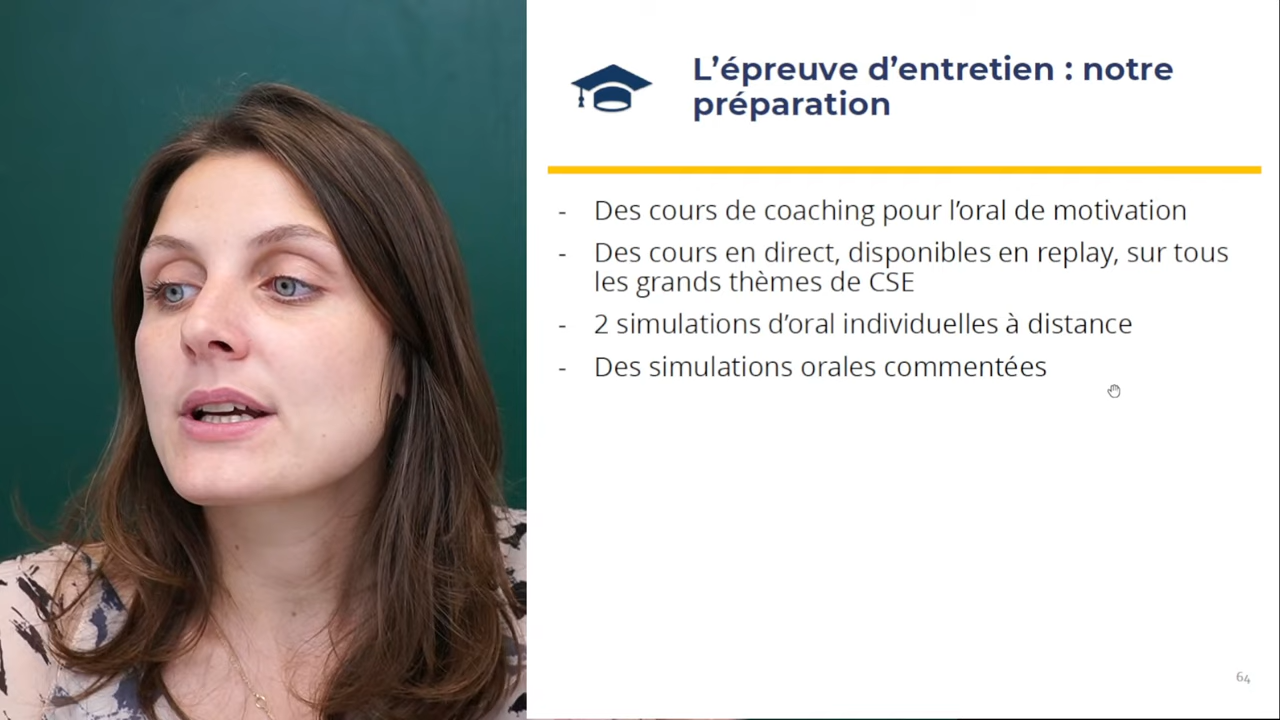 L’épreuve d’entretien : notre
préparation
- Des cours de coaching pour l’oral de motivation
- Des cours en direct, disponibles en replay, sur tous
les grands thèmes de CSE
- 2 simulations d’oral individuelles à distance
- Des simulations orales commentées
64